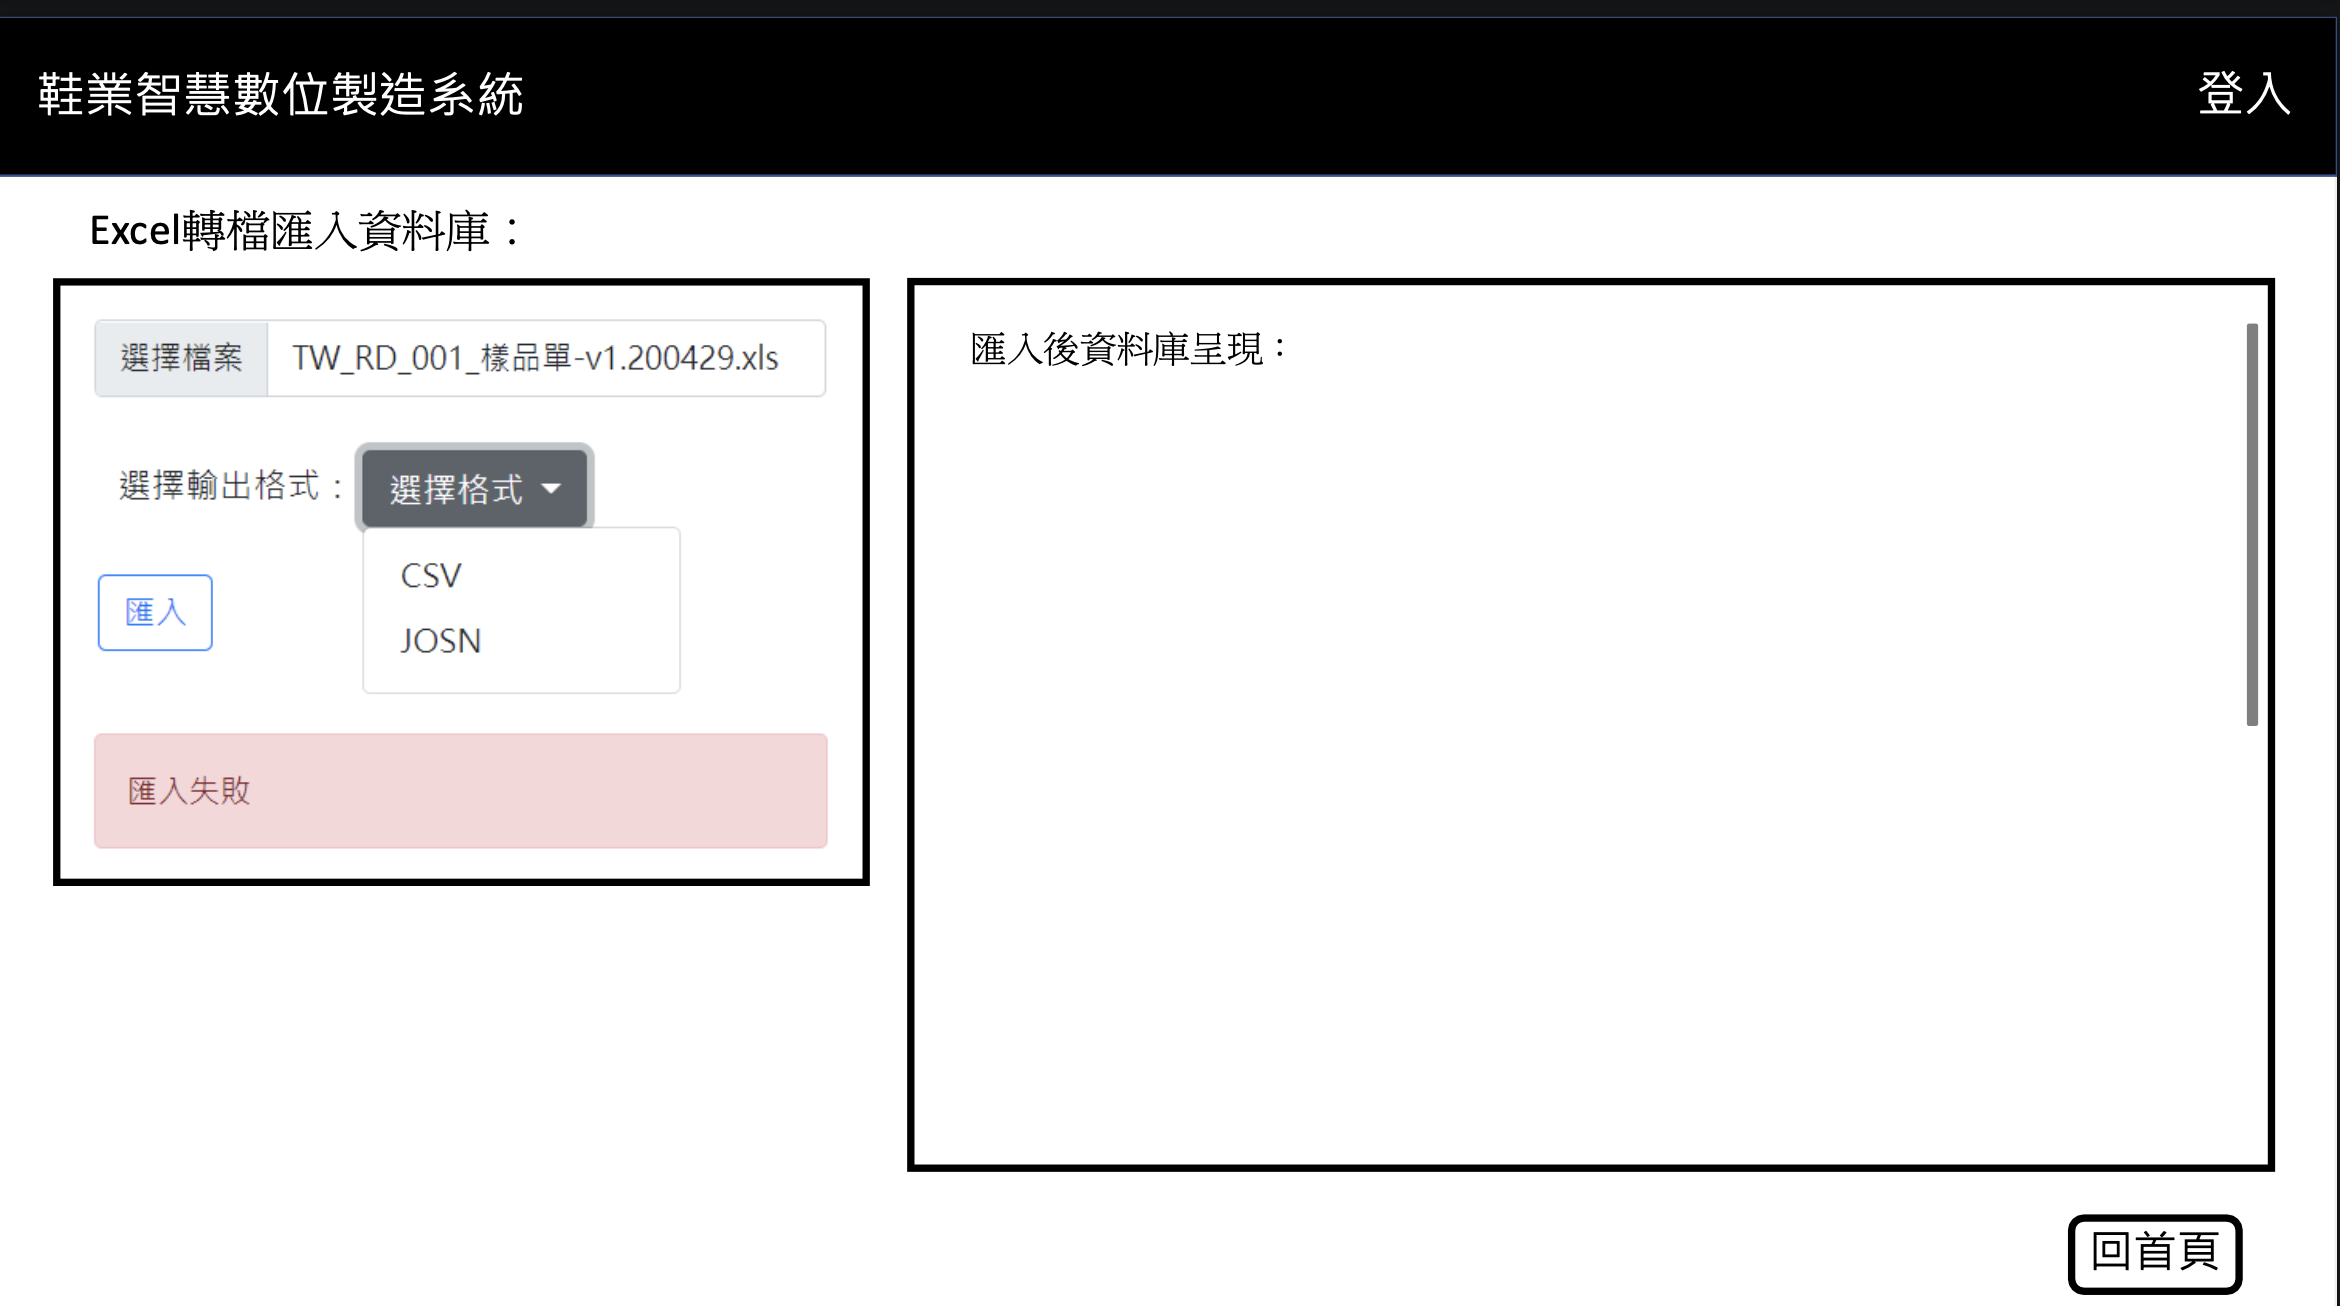 鞋業智慧數位製造系統
登入
Excel轉檔匯入資料庫：
選擇檔案 TW_RD_001_樣品單-v1.200429.xls
選擇輸出格式：選擇格式
CSV
JOSN
匯入
匯入失敗
匯入後資料庫呈現：
回首頁